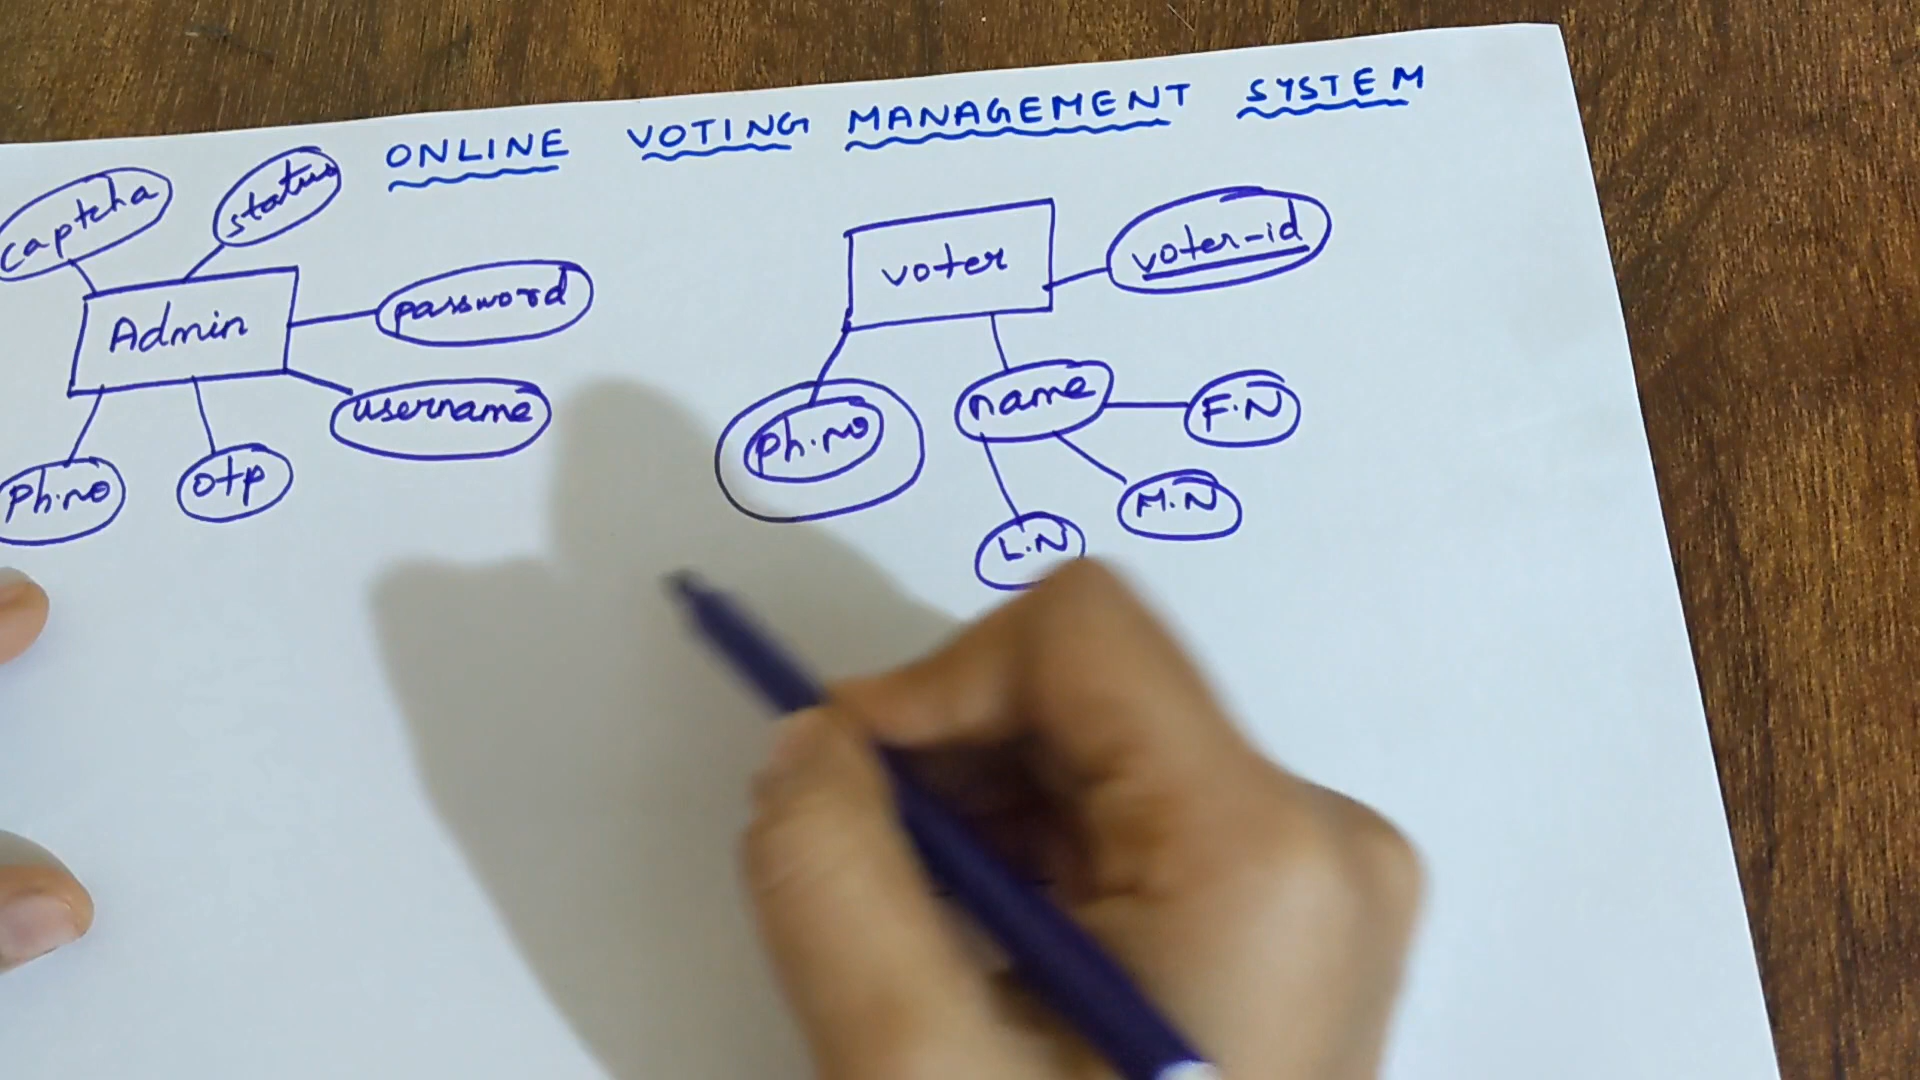 ONLINE VOTING MANAGEMENT SYSTEM
captcha
status
Admin
password
username
Ph.no
otp
voter
voter-id
ph.no
name
F.N
M.N
L.N